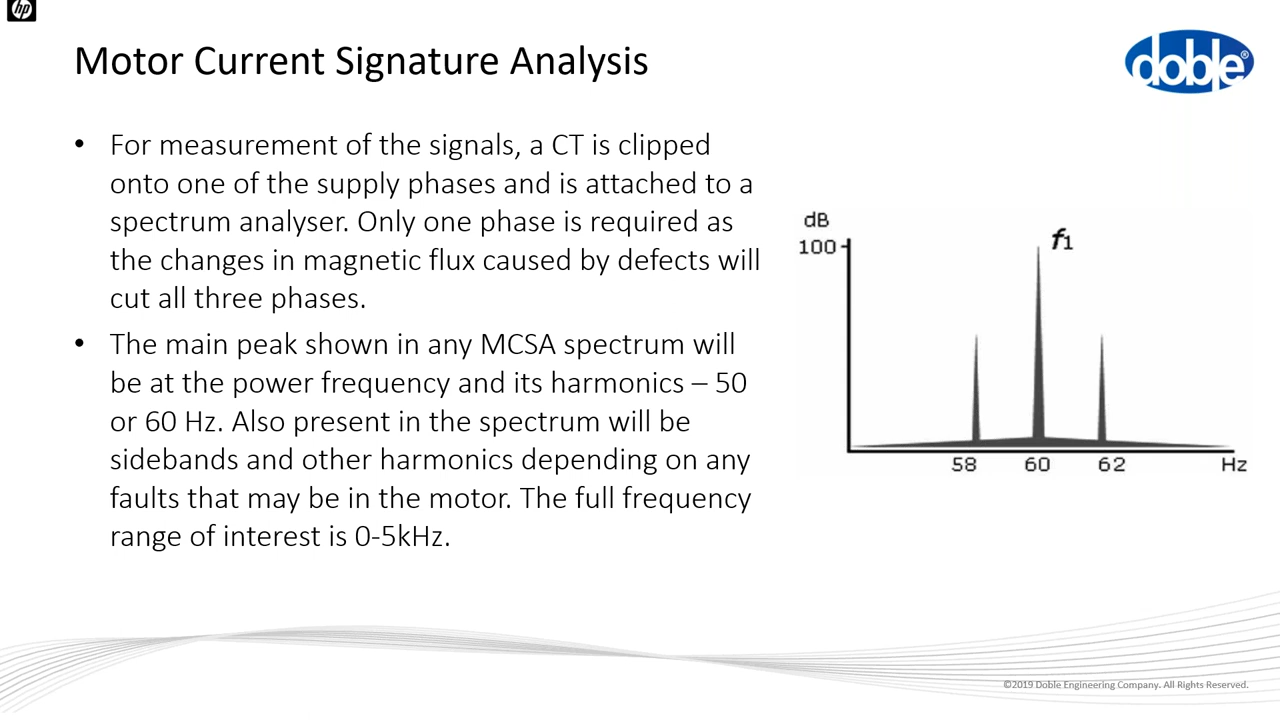 hp
Motor Current Signature Analysis
doble®
• For measurement of the signals, a CT is clipped
onto one of the supply phases and is attached to a
spectrum analyser. Only one phase is required as
the changes in magnetic flux caused by defects will
cut all three phases.
• The main peak shown in any MCSA spectrum will
be at the power frequency and its harmonics – 50
or 60 Hz. Also present in the spectrum will be
sidebands and other harmonics depending on any
faults that may be in the motor. The full frequency
range of interest is 0-5kHz.
dB
100
f1
58 60 62 Hz
©2019 Doble Engineering Company. All Rights Reserved.